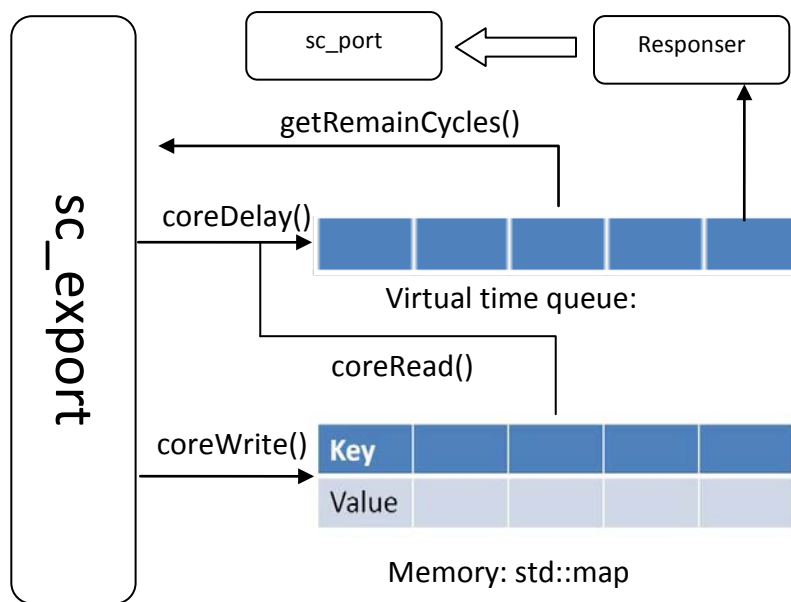 sc_port
Responser
getRemainCycles()
sc_export
coreDelay()
Virtual time queue:
coreRead()
coreWrite()
Key
Value
Memory: std::map